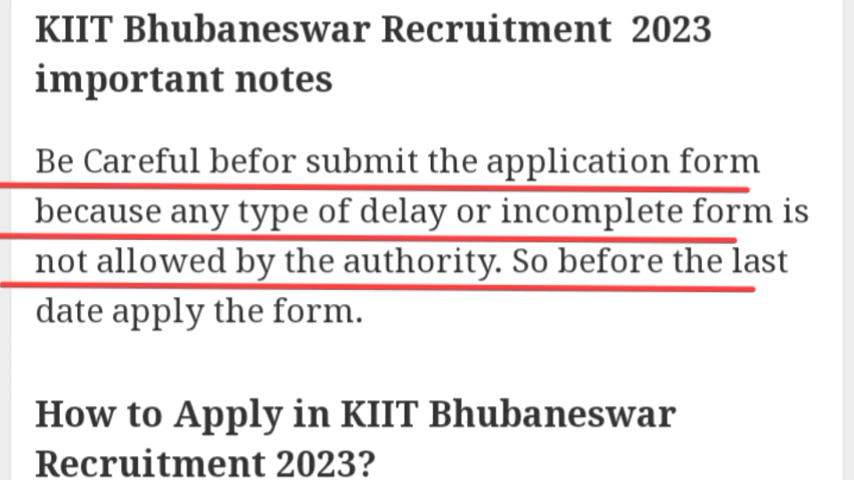 KIIT Bhubaneswar Recruitment 2023
important notes
Be Careful befor submit the application form
because any type of delay or incomplete form is
not allowed by the authority. So before the last
date apply the form.
How to Apply in KIIT Bhubaneswar
Recruitment 2023?